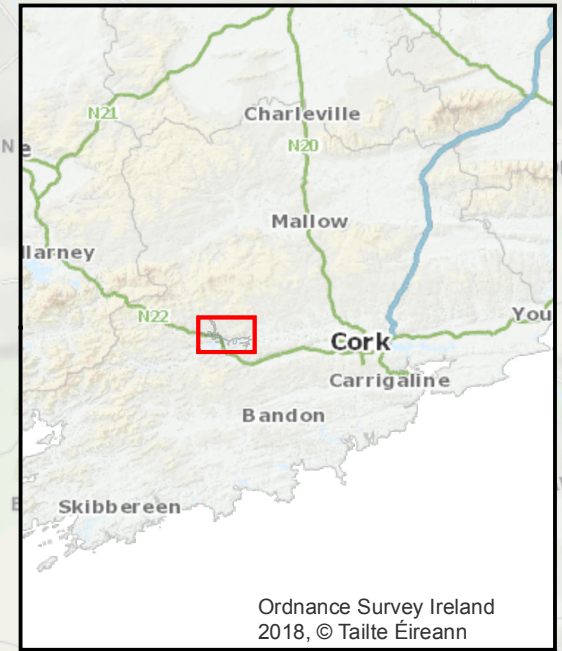 N21
Charleville
N20
Mallow
llarney
N22
You
Cork
Carrigaline
Bandon
Skibbereen
Ordnance Survey Ireland
2018, © Tailte Éireann